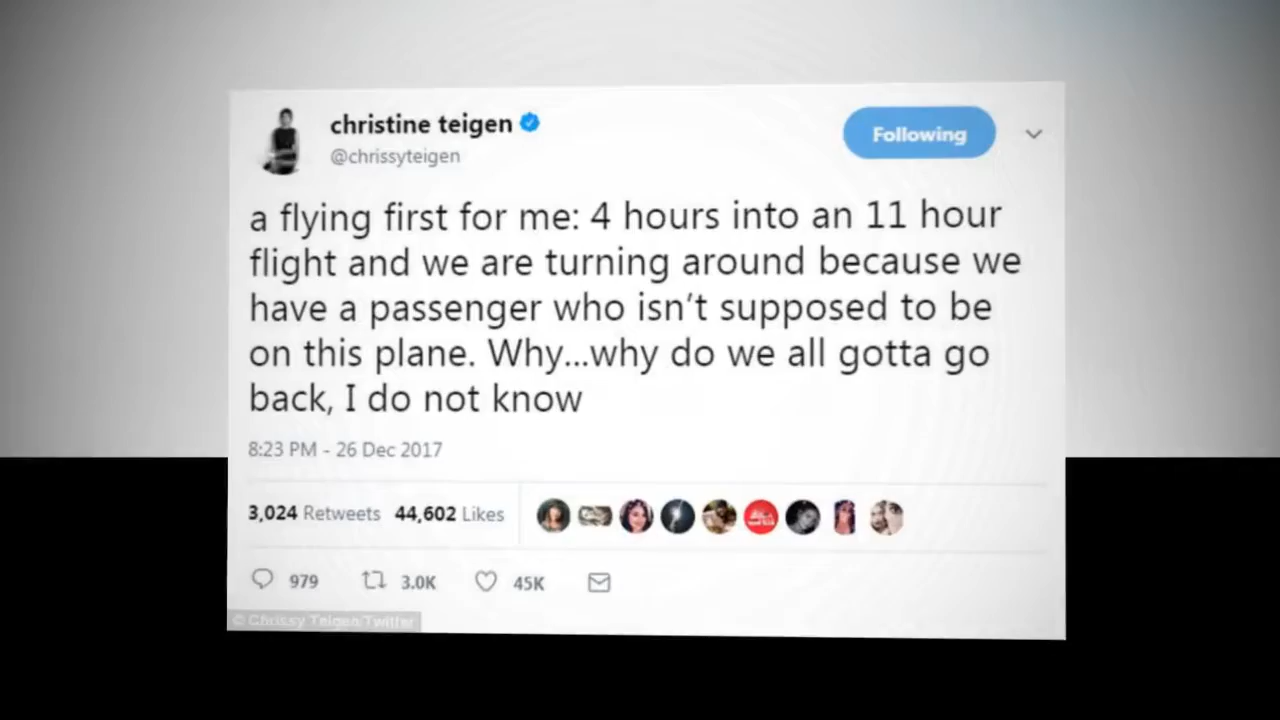 christine teigen
@chrissyteigen
Following
a flying first for me: 4 hours into an 11 hour
flight and we are turning around because we
have a passenger who isn't supposed to be
on this plane. Why...why do we all gotta go
back, I do not know
8:23 PM - 26 Dec 2017
3,024 Retweets 44,602 Likes
979 3.0K 45K
© Chrissy Teigen/Twitter